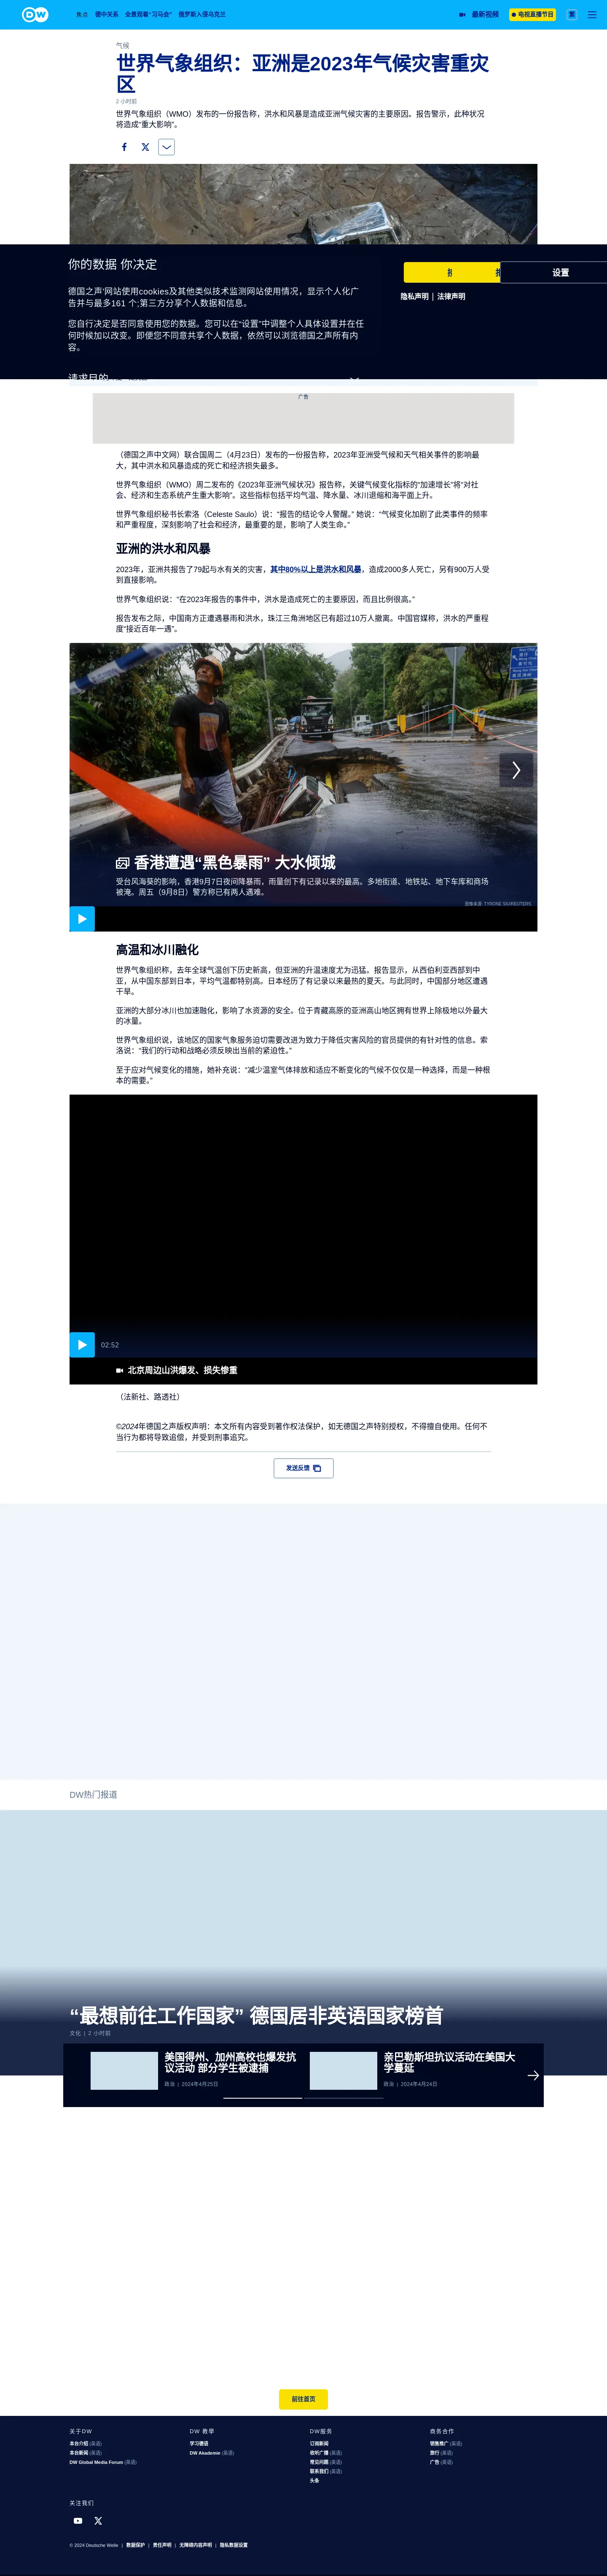 DW
焦点 德中关系 全景观看“习马会” 俄罗斯入侵乌克兰
最新视频
电视直播节目
繁
气候
世界气象组织：亚洲是2023年气候灾害重灾
区
2 小时前
世界气象组织（WMO）发布的一份报告称，洪水和风暴是造成亚洲气候灾害的主要原因。报告警示，此种状况
将造成“重大影响”。
你的数据 你决定
德国之声‘网站使用cookies及其他类似技术监测网站使用情况，显示个人化广
告并与最多161 个;第三方分享个人数据和信息。
您自行决定是否同意使用您的数据。您可以在“设置”中调整个人具体设置并在任
何时候加以改变。即便您不同意共享个人数据，依然可以浏览德国之声所有内
容。
请求目的
设置
隐私声明 | 法律声明
广告
（德国之声中文网）联合国周二（4月23日）发布的一份报告称，2023年亚洲受气候和天气相关事件的影响最
大，其中洪水和风暴造成的死亡和经济损失最多。
世界气象组织（WMO）周二发布的《2023年亚洲气候状况》报告称，关键气候变化指标的“加速增长”将“对社
会、经济和生态系统产生重大影响”。这些指标包括平均气温、降水量、冰川退缩和海平面上升。
世界气象组织秘书长索洛（Celeste Saulo）说：“报告的结论令人警醒。” 她说：“气候变化加剧了此类事件的频率
和严重程度，深刻影响了社会和经济，最重要的是，影响了人类生命。”
亚洲的洪水和风暴
2023年，亚洲共报告了79起与水有关的灾害，其中80%以上是洪水和风暴，造成2000多人死亡，另有900万人受
到直接影响。
世界气象组织说：“在2023年报告的事件中，洪水是造成死亡的主要原因，而且比例很高。”
报告发布之际，中国南方正遭遇暴雨和洪水，珠江三角洲地区已有超过10万人撤离。中国官媒称，洪水的严重程
度“接近百年一遇”。
香港遭遇“黑色暴雨” 大水倾城
受台风海葵的影响，香港9月7日夜间降暴雨，雨量创下有记录以来的最高。多地街道、地铁站、地下车库和商场
被淹。周五（9月8日）警方称已有两人遇难。
图像来源: TYRONE SIU/REUTERS
高温和冰川融化
世界气象组织称，去年全球气温创下历史新高，但亚洲的升温速度尤为迅猛。报告显示，从西伯利亚西部到中
亚，从中国东部到日本，平均气温都特别高。日本经历了有记录以来最热的夏天。与此同时，中国部分地区遭遇
干旱。
亚洲的大部分冰川也加速融化，影响了水资源的安全。位于青藏高原的亚洲高山地区拥有世界上除极地以外最大
的冰量。
世界气象组织说，该地区的国家气象服务迫切需要改进为致力于降低灾害风险的官员提供的有针对性的信息。索
洛说：“我们的行动和战略必须反映出当前的紧迫性。”
至于应对气候变化的措施，她补充说：“减少温室气体排放和适应不断变化的气候不仅仅是一种选择，而是一种根
本的需要。”
02:52
北京周边山洪爆发、损失惨重
（法新社、路透社）
©2024年德国之声版权声明：本文所有内容受到著作权法保护，如无德国之声特别授权，不得擅自使用。任何不
当行为都将导致追偿，并受到刑事追究。
发送反馈
DW热门报道
“最想前往工作国家” 德国居非英语国家榜首
文化 | 2 小时前
美国得州、加州高校也爆发抗
议活动 部分学生被逮捕
政治 | 2024年4月25日
亲巴勒斯坦抗议活动在美国大
学蔓延
政治 | 2024年4月24日
前往首页
关于DW
本台介绍 (英语)
本台新闻 (英语)
DW Global Media Forum (英语)
DW 教學
学习德语
DW Akademie (英语)
DW服务
订阅新闻
收听广播 (英语)
常见问题 (英语)
联系我们 (英语)
头条
商务合作
销售推广 (英语)
旅行 (英语)
广告 (英语)
关注我们
© 2024 Deutsche Welle | 数据保护 | 责任声明 | 无障碍内容声明 | 隐私数据设置